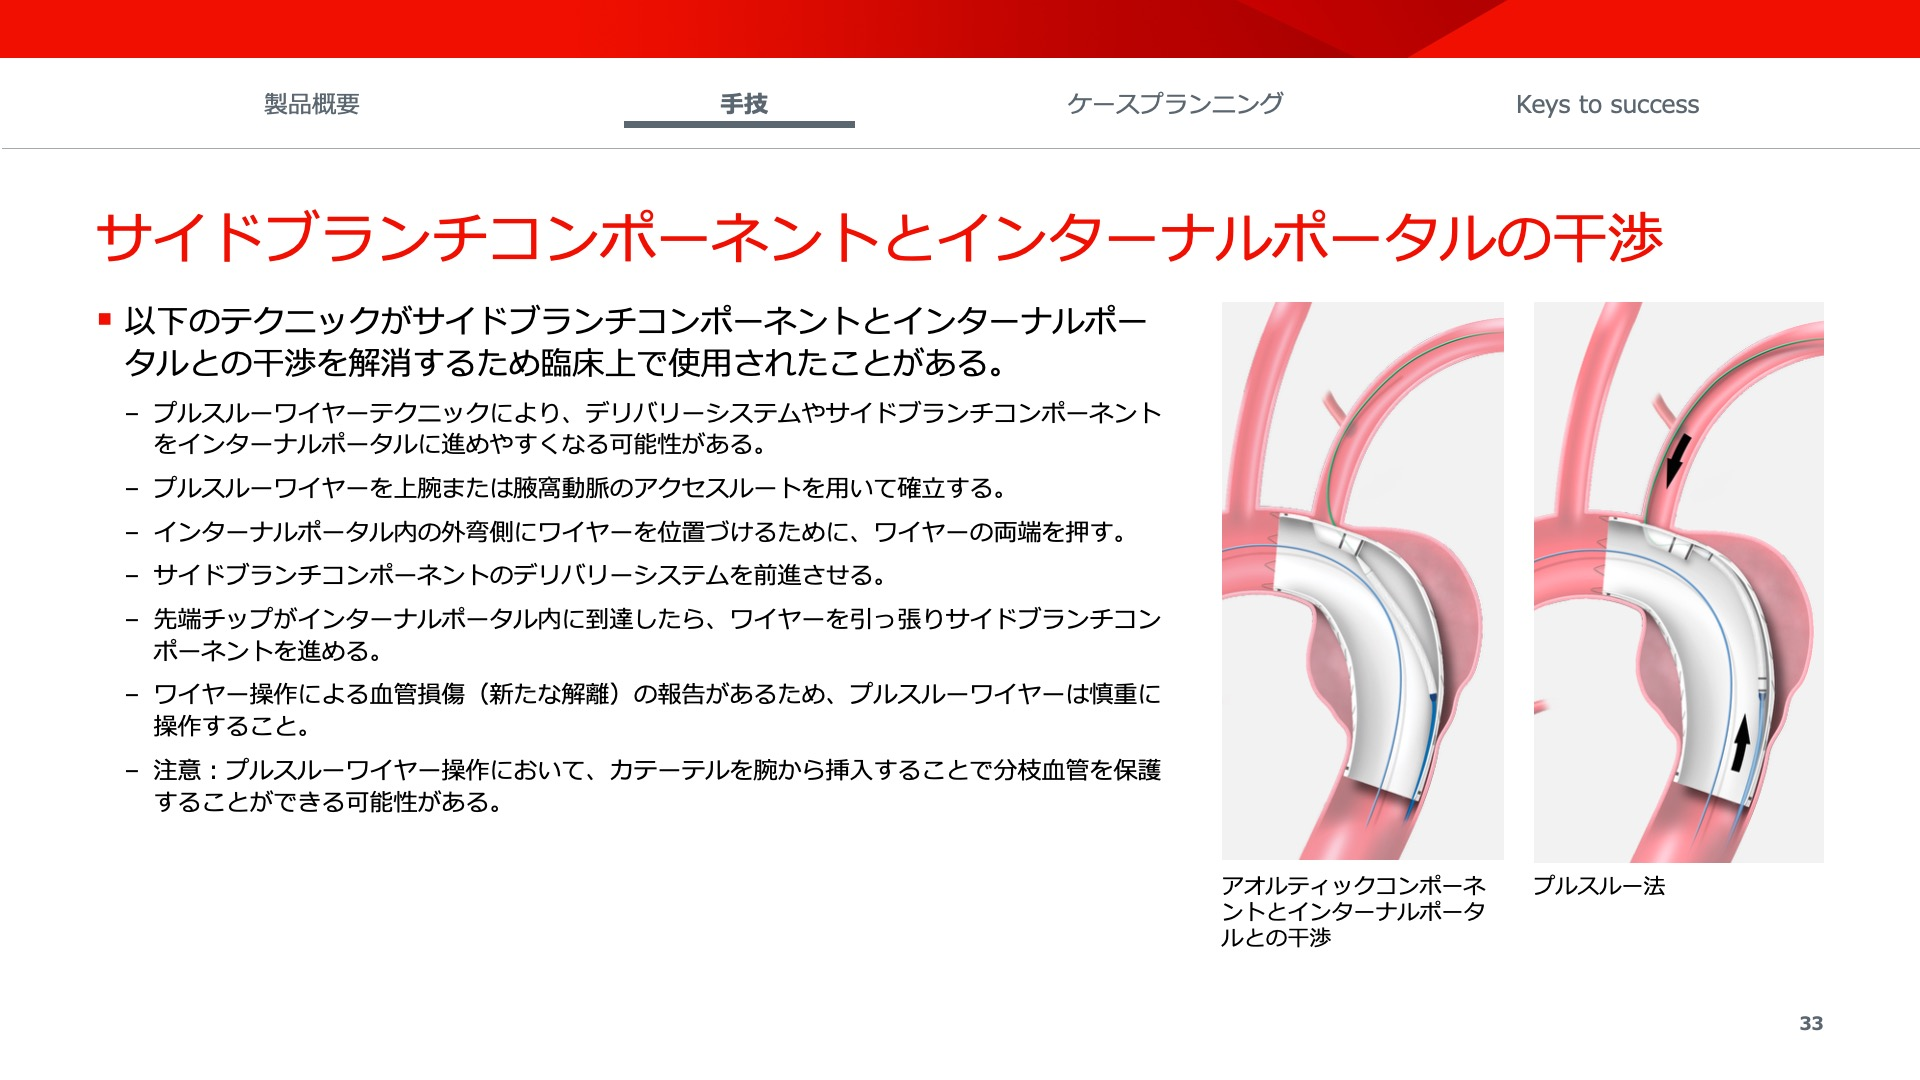 製品概要
手技
ケースプランニング
Keys to success
サイドブランチコンポーネントとインターナルポータルの干渉
以下のテクニックがサイドブランチコンポーネントとインターナルポー
タルとの干渉を解消するため臨床上で使用されたことがある。
– プルスルーワイヤーテクニックにより、デリバリーシステムやサイドブランチコンポーネント
をインターナルポータルに進めやすくなる可能性がある。
– プルスルーワイヤーを上腕または腋窩動脈のアクセスルートを用いて確立する。
– インターナルポータル内の外弯側にワイヤーを位置づけるために、ワイヤーの両端を押す。
– サイドブランチコンポーネントのデリバリーシステムを前進させる。
– 先端チップがインターナルポータル内に到達したら、ワイヤーを引っ張りサイドブランチコン
ポーネントを進める。
– ワイヤー操作による血管損傷（新たな解離）の報告があるため、プルスルーワイヤーは慎重に
操作すること。
– 注意：プルスルーワイヤー操作において、カテーテルを腕から挿入することで分枝血管を保護
することができる可能性がある。
アオルティックコンポーネ
ントとインターナルポータ
ルとの干渉
プルスルー法
33